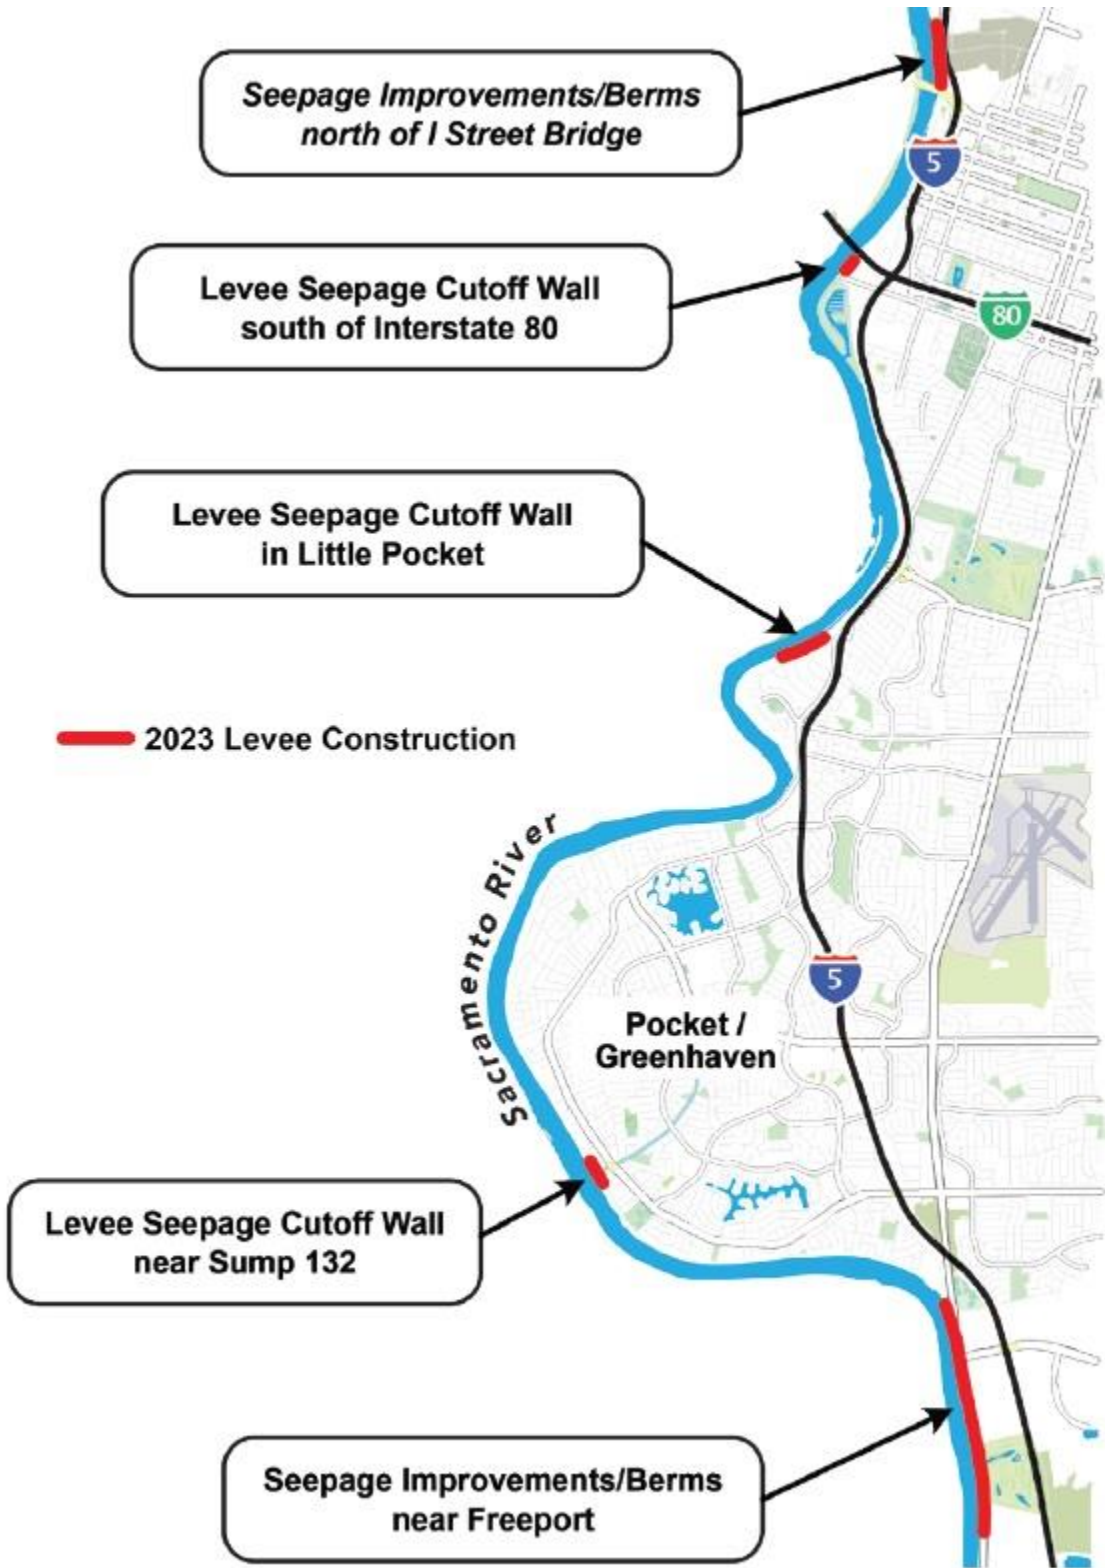 Seepage Improvements/Berms
north of I Street Bridge
5
Levee Seepage Cutoff Wall
south of Interstate 80
80
Levee Seepage Cutoff Wall
in Little Pocket
2023 Levee Construction
Sacramento River
5
Pocket /
Greenhaven
Levee Seepage Cutoff Wall
near Sump 132
Seepage Improvements/Berms
near Freeport